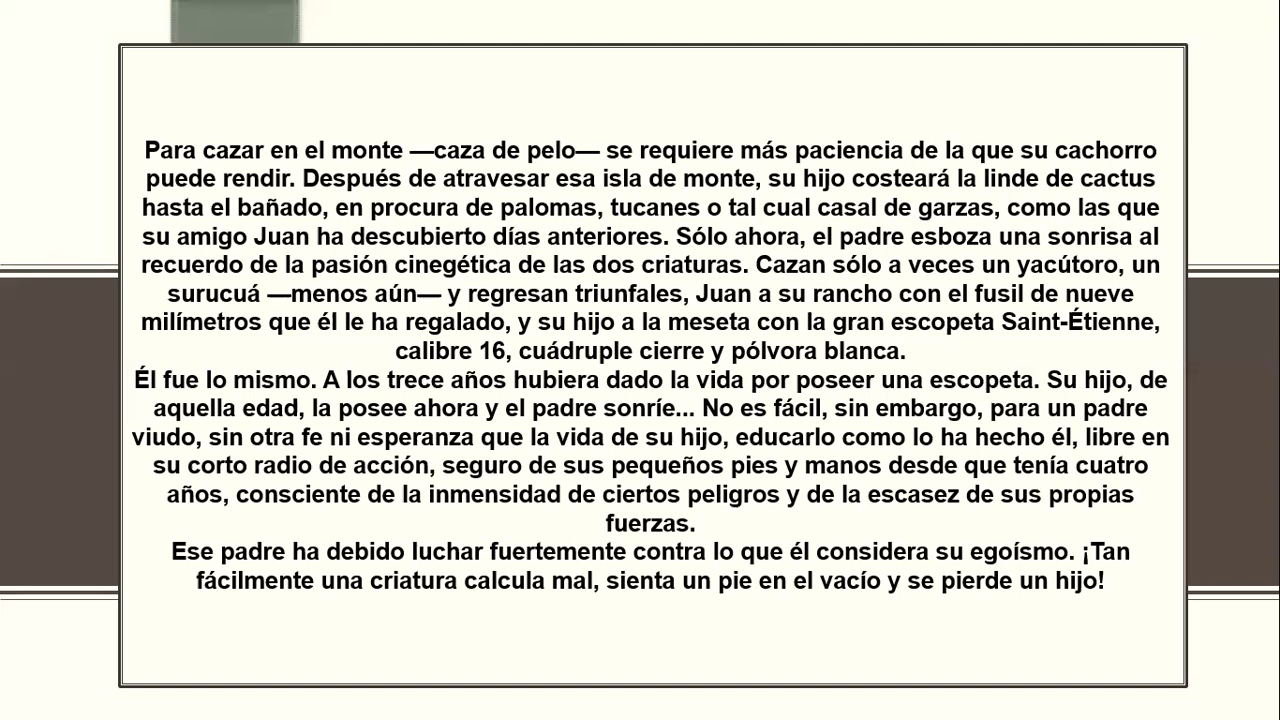 Para cazar en el monte —caza de pelo— se requiere más paciencia de la que su cachorro
puede rendir. Después de atravesar esa isla de monte, su hijo costeará la linde de cactus
hasta el bañado, en procura de palomas, tucanes o tal cual casal de garzas, como las que
su amigo Juan ha descubierto días anteriores. Sólo ahora, el padre esboza una sonrisa al
recuerdo de la pasión cinegética de las dos criaturas. Cazan sólo a veces un yacútoro, un
surucuá —menos aún— y regresan triunfales, Juan a su rancho con el fusil de nueve
milímetros que él le ha regalado, y su hijo a la meseta con la gran escopeta Saint-Étienne,
calibre 16, cuádruple cierre y pólvora blanca.
Él fue lo mismo. A los trece años hubiera dado la vida por poseer una escopeta. Su hijo, de
aquella edad, la posee ahora y el padre sonríe... No es fácil, sin embargo, para un padre
viudo, sin otra fe ni esperanza que la vida de su hijo, educarlo como lo ha hecho él, libre en
su corto radio de acción, seguro de sus pequeños pies y manos desde que tenía cuatro
años, consciente de la inmensidad de ciertos peligros y de la escasez de sus propias
fuerzas.
Ese padre ha debido luchar fuertemente contra lo que él considera su egoísmo. ¡Tan
fácilmente una criatura calcula mal, sienta un pie en el vacío y se pierde un hijo!